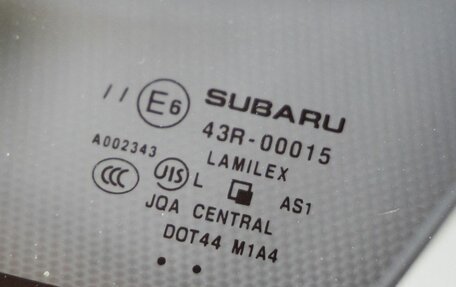 // E6 SUBARU
43R-00015
A002343 LAMILEX
CCC JIS L AS1
JQA CENTRAL
DOT44 M1A4